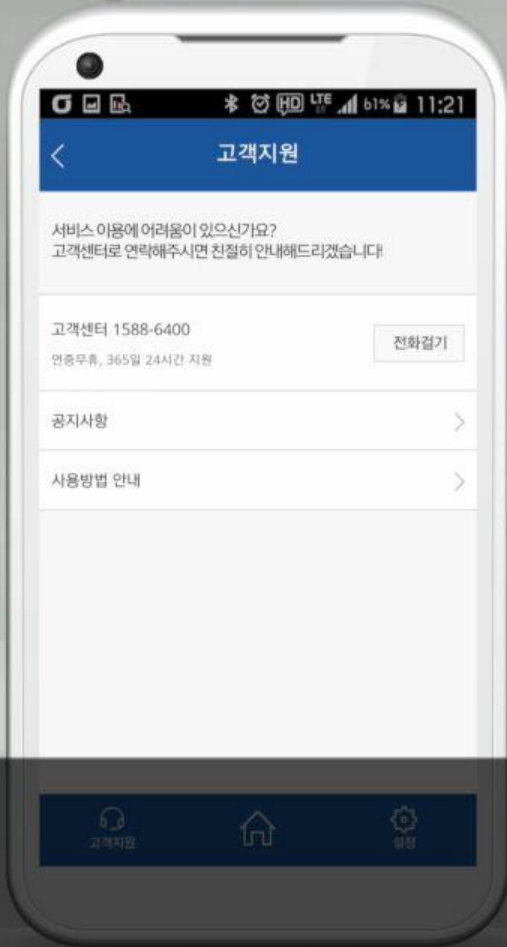 HD LTE 61% 11:21
고객지원
서비스 이용에 어려움이 있으신가요?
고객센터로 연락해주시면 친절히 안내해드리겠습니다!
고객센터 1588-6400
전화걸기
연중무휴, 365일 24시간 지원
공지사항
사용방법 안내
고객지원
설정